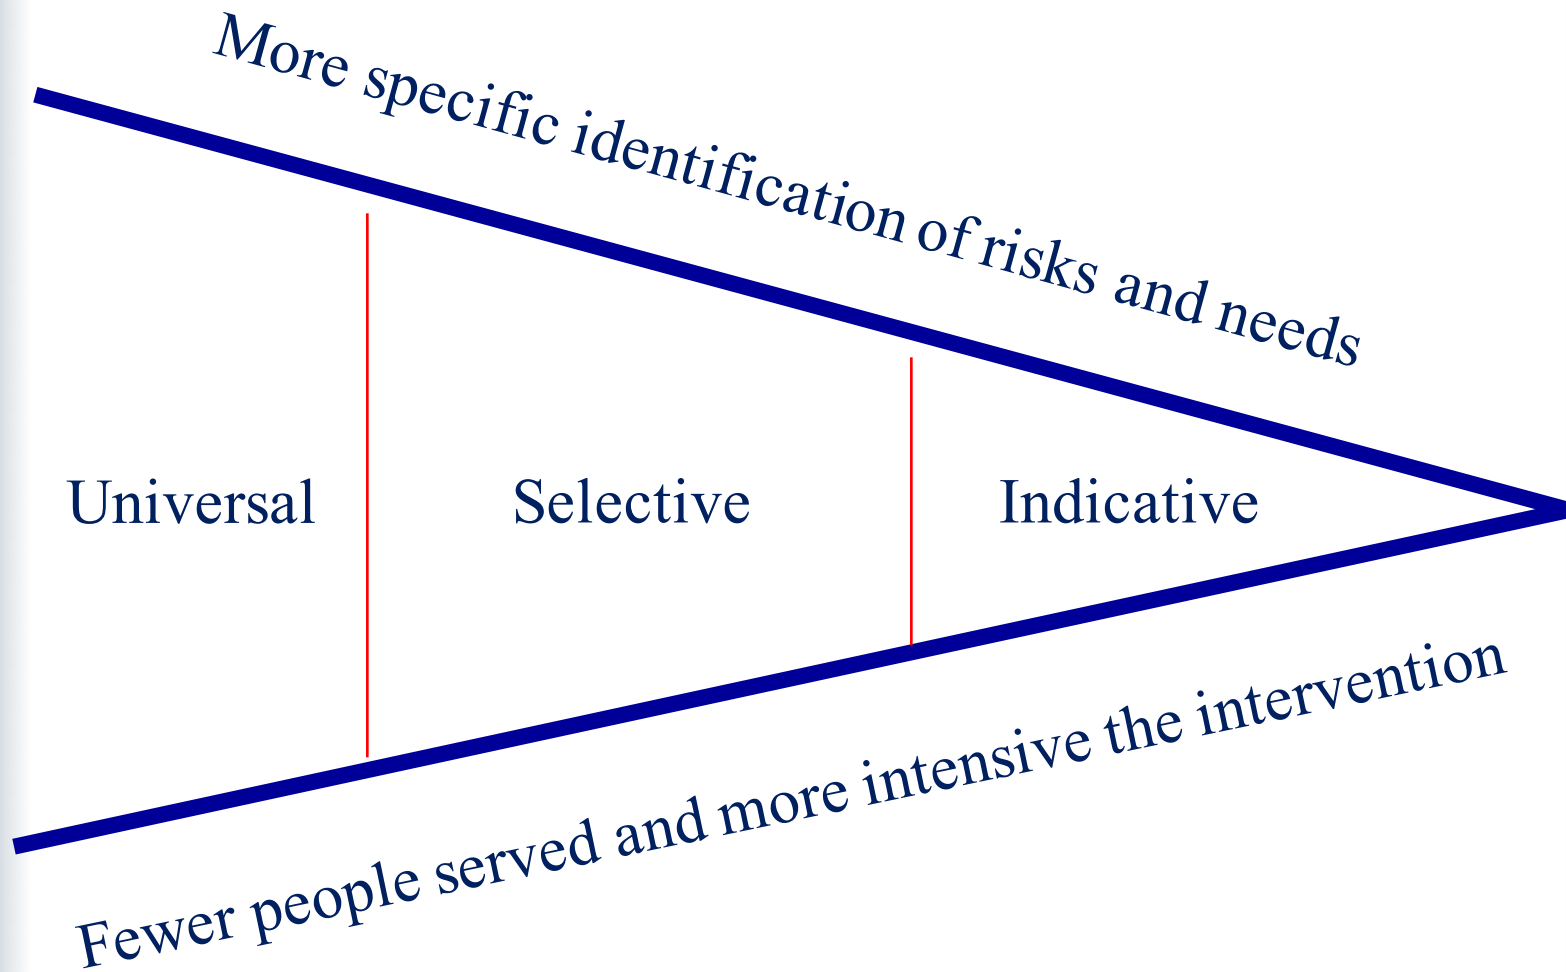 More specific identification of risks and needs
Universal
Selective
Indicative
Fewer people served and more intensive the intervention